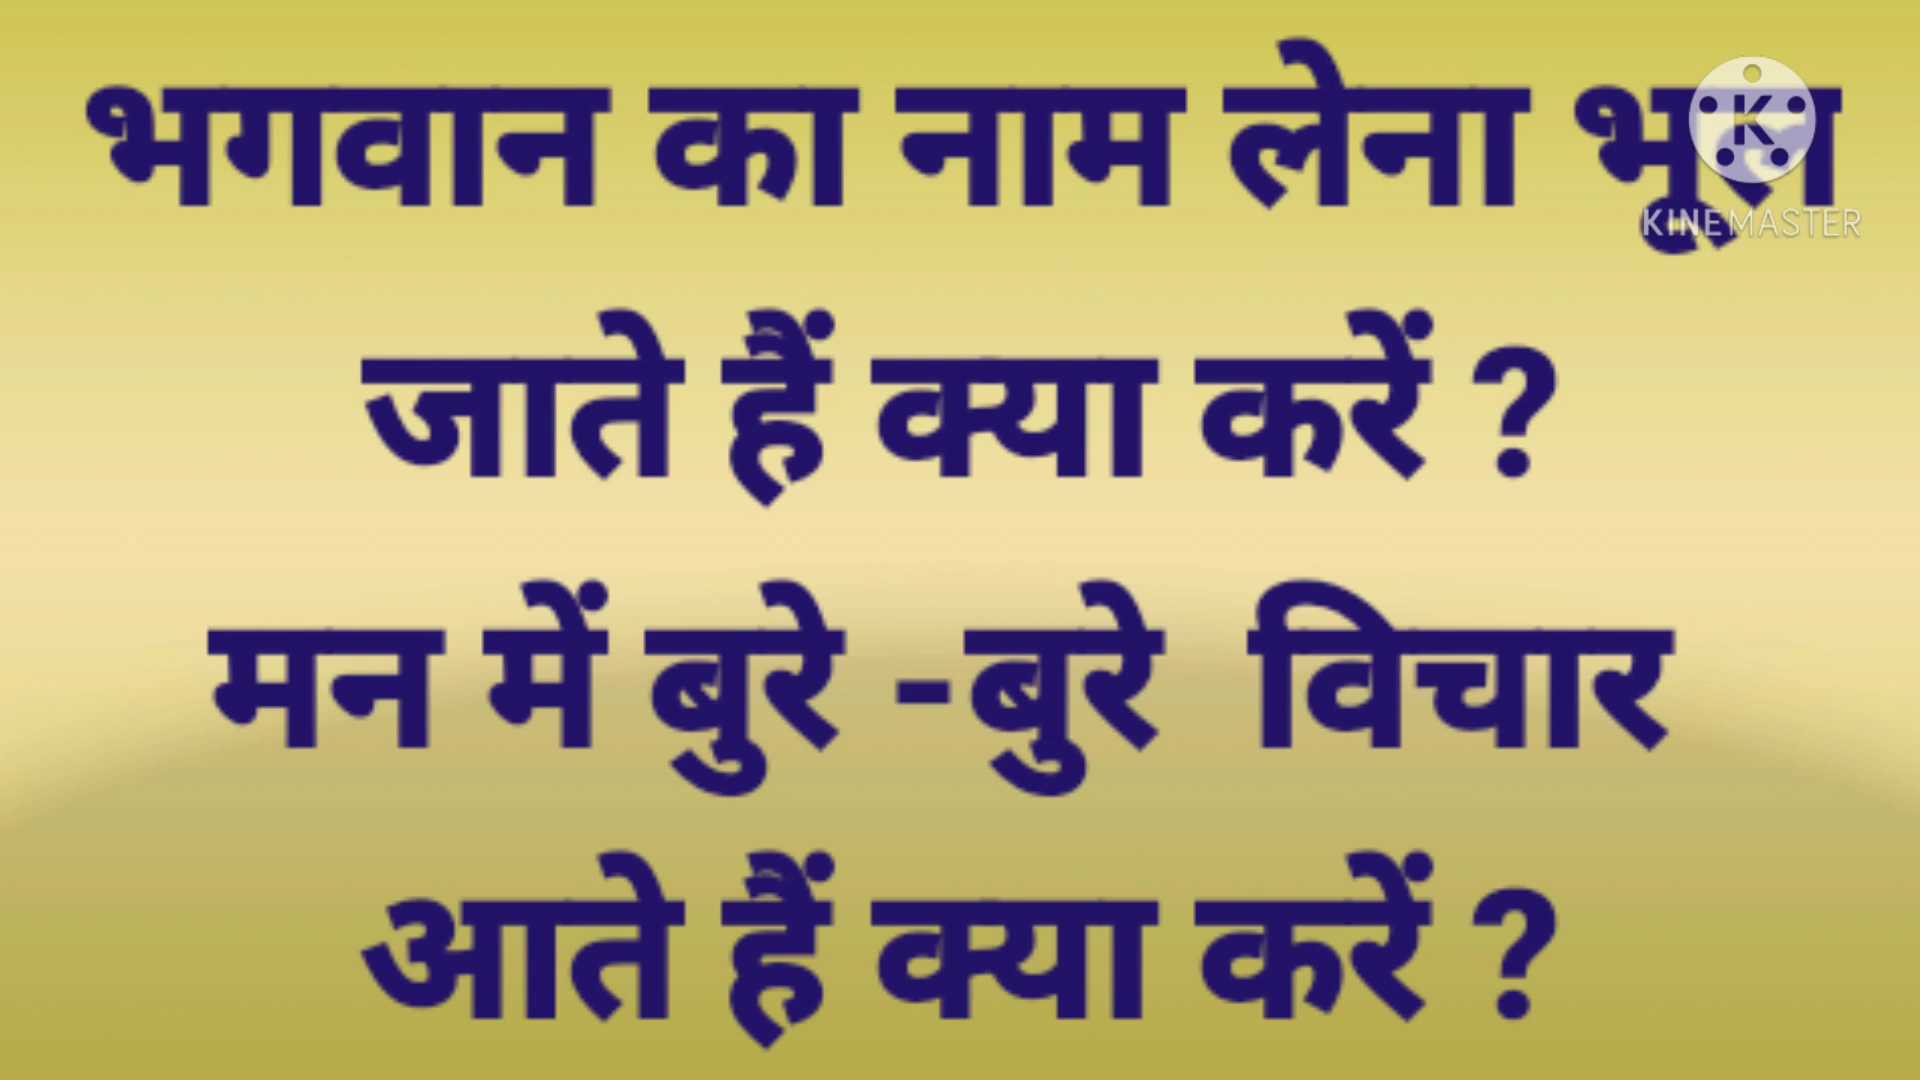 भगवान का नाम लेना भूल
KINEMASTER
जाते हैं क्या करें ?
मन में बुरे -बुरे विचार
आते हैं क्या करें ?